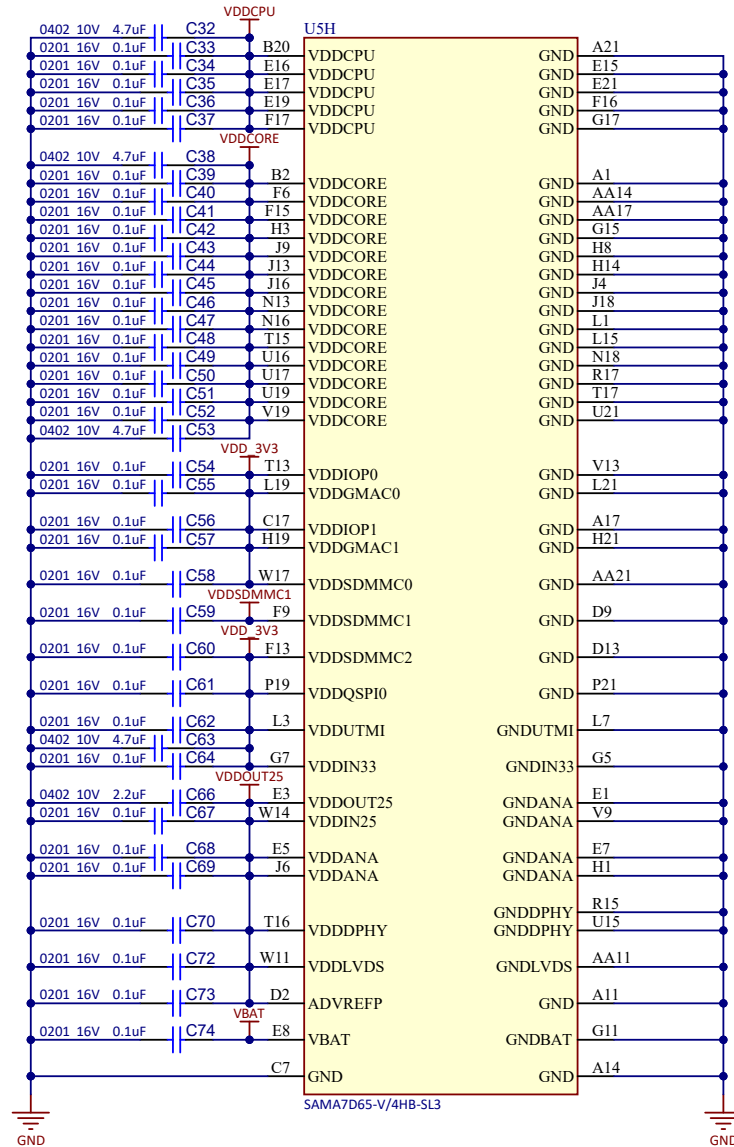 VDDCPU
0402 10V 4.7uF C32 U5H
0201 16V 0.1uF C33 B20 VDDCPU GND A21
0201 16V 0.1uF C34 E16 VDDCPU GND E15
0201 16V 0.1uF C35 E17 VDDCPU GND E21
0201 16V 0.1uF C36 E19 VDDCPU GND F16
0201 16V 0.1uF C37 F17 VDDCPU GND G17
VDDCORE
0402 10V 4.7uF C38
0201 16V 0.1uF C39 B2 VDDCORE GND A1
0201 16V 0.1uF C40 F6 VDDCORE GND AA14
0201 16V 0.1uF C41 F15 VDDCORE GND AA17
0201 16V 0.1uF C42 H3 VDDCORE GND G15
0201 16V 0.1uF C43 J9 VDDCORE GND H8
0201 16V 0.1uF C44 J13 VDDCORE GND H14
0201 16V 0.1uF C45 J16 VDDCORE GND J4
0201 16V 0.1uF C46 N13 VDDCORE GND J18
0201 16V 0.1uF C47 N16 VDDCORE GND L1
0201 16V 0.1uF C48 T15 VDDCORE GND L15
0201 16V 0.1uF C49 U16 VDDCORE GND N18
0201 16V 0.1uF C50 U17 VDDCORE GND R17
0201 16V 0.1uF C51 U19 VDDCORE GND T17
0201 16V 0.1uF C52 V19 VDDCORE GND U21
0402 10V 4.7uF C53
VDD_3V3
0201 16V 0.1uF C54 T13 VDDIOP0 GND V13
0201 16V 0.1uF C55 L19 VDDGMAC0 GND L21
0201 16V 0.1uF C56 C17 VDDIOP1 GND A17
0201 16V 0.1uF C57 H19 VDDGMAC1 GND H21
0201 16V 0.1uF C58 W17 VDDSDMMC0 GND AA21
VDDSDMMC1
0201 16V 0.1uF C59 F9 VDDSDMMC1 GND D9
VDD_3V3
0201 16V 0.1uF C60 F13 VDDSDMMC2 GND D13
0201 16V 0.1uF C61 P19 VDDQSPI0 GND P21
0201 16V 0.1uF C62 L3 VDDUTMI GNDUTMI L7
0402 10V 4.7uF C63
0201 16V 0.1uF C64 G7 VDDIN33 GNDIN33 G5
VDDOUT25
0402 10V 2.2uF C66 E3 VDDOUT25 GNDANA E1
0201 16V 0.1uF C67 W14 VDDIN25 GNDANA V9
0201 16V 0.1uF C68 E5 VDDANA GNDANA E7
0201 16V 0.1uF C69 J6 VDDANA GNDANA H1
GNDDPHY R15
0201 16V 0.1uF C70 T16 VDDDPHY GNDDPHY U15
0201 16V 0.1uF C72 W11 VDDLVDS GNDLVDS AA11
0201 16V 0.1uF C73 D2 ADVREFP GND A11
VBAT
0201 16V 0.1uF C74 E8 VBAT GNDBAT G11
C7 GND GND A14
SAMA7D65-V/4HB-SL3
GND GND